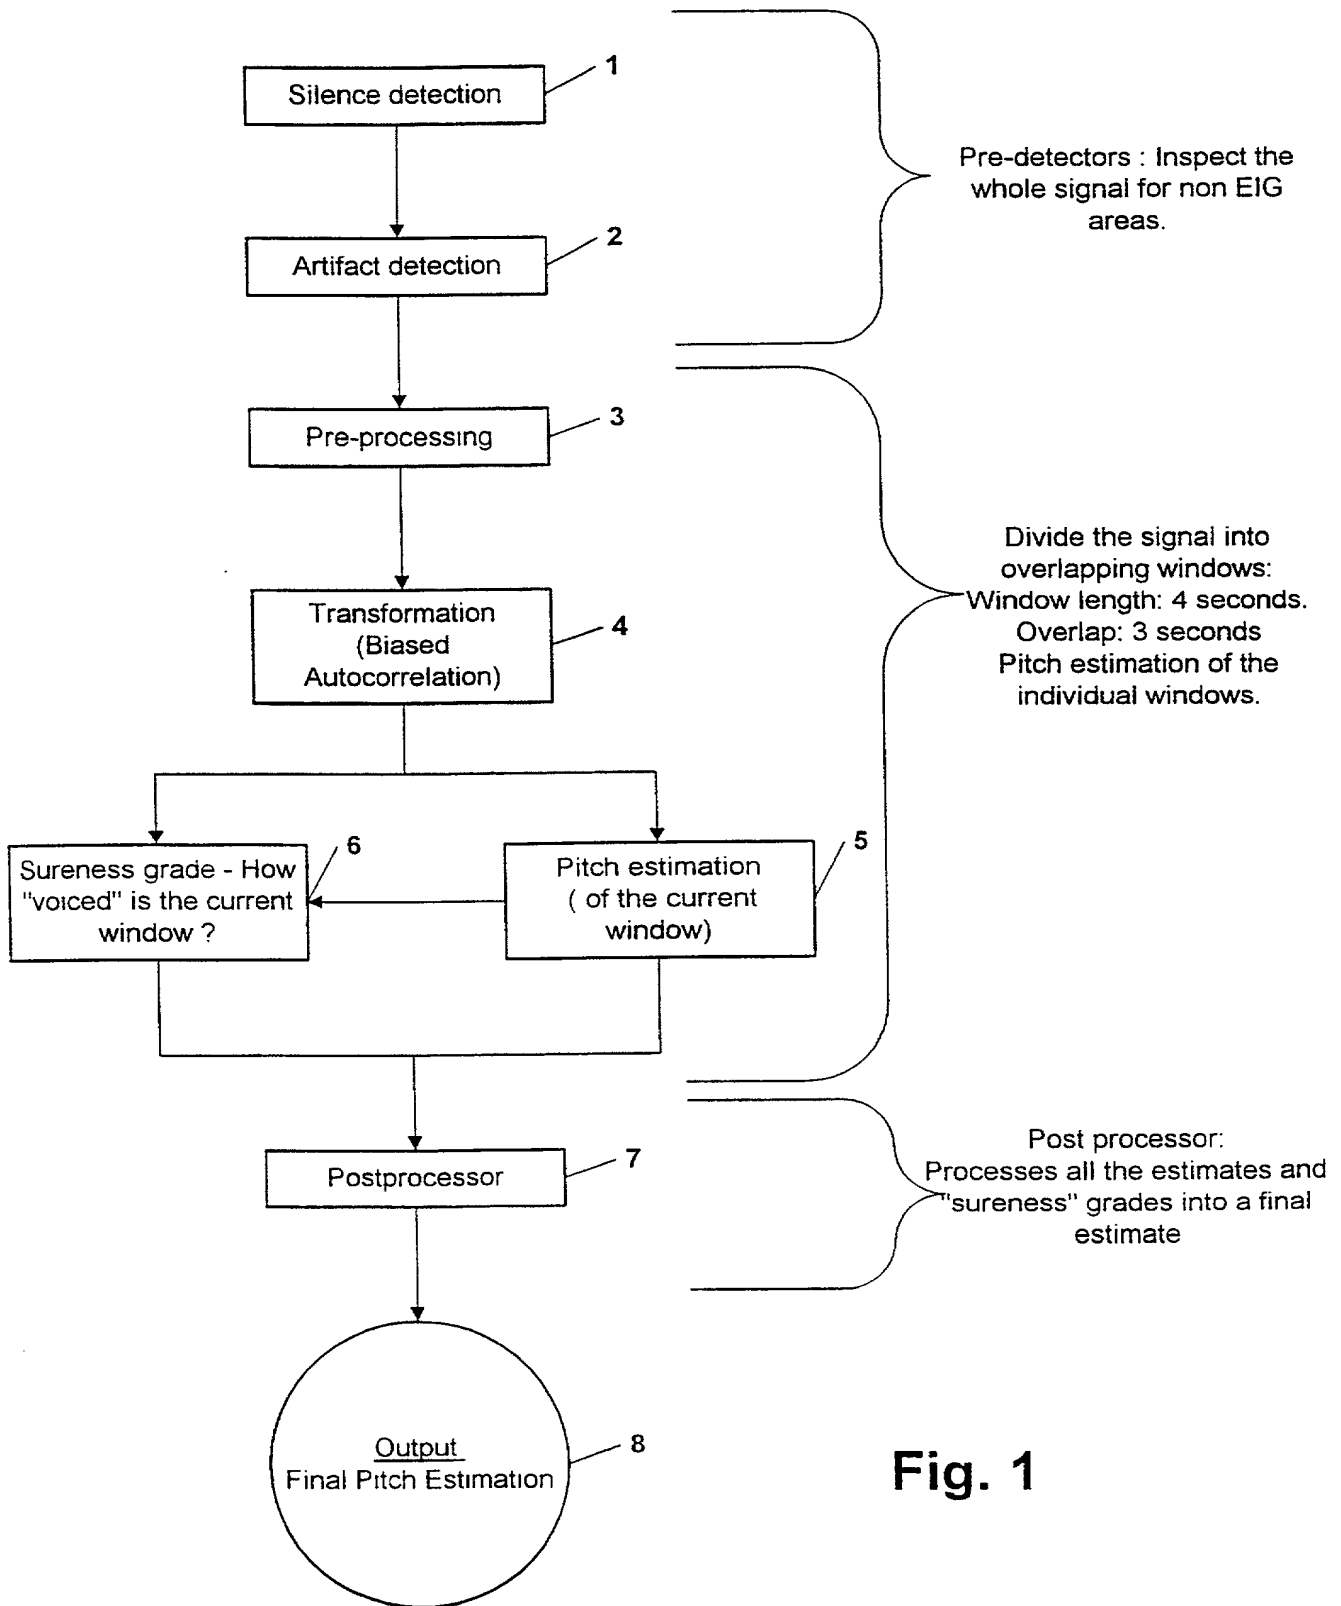 1
Silence detection
Pre-detectors : Inspect the
whole signal for non EIG
areas.
2
Artifact detection
3
Pre-processing
Divide the signal into
overlapping windows:
Window length: 4 seconds.
Overlap: 3 seconds
Pitch estimation of the
individual windows.
Transformation
(Biased
Autocorrelation)
4
Sureness grade - How
"voiced" is the current
window ?
6
Pitch estimation
( of the current
window)
5
Post processor:
Processes all the estimates and
"sureness" grades into a final
estimate
Postprocessor
7
Output
Final Pitch Estimation
8
Fig. 1